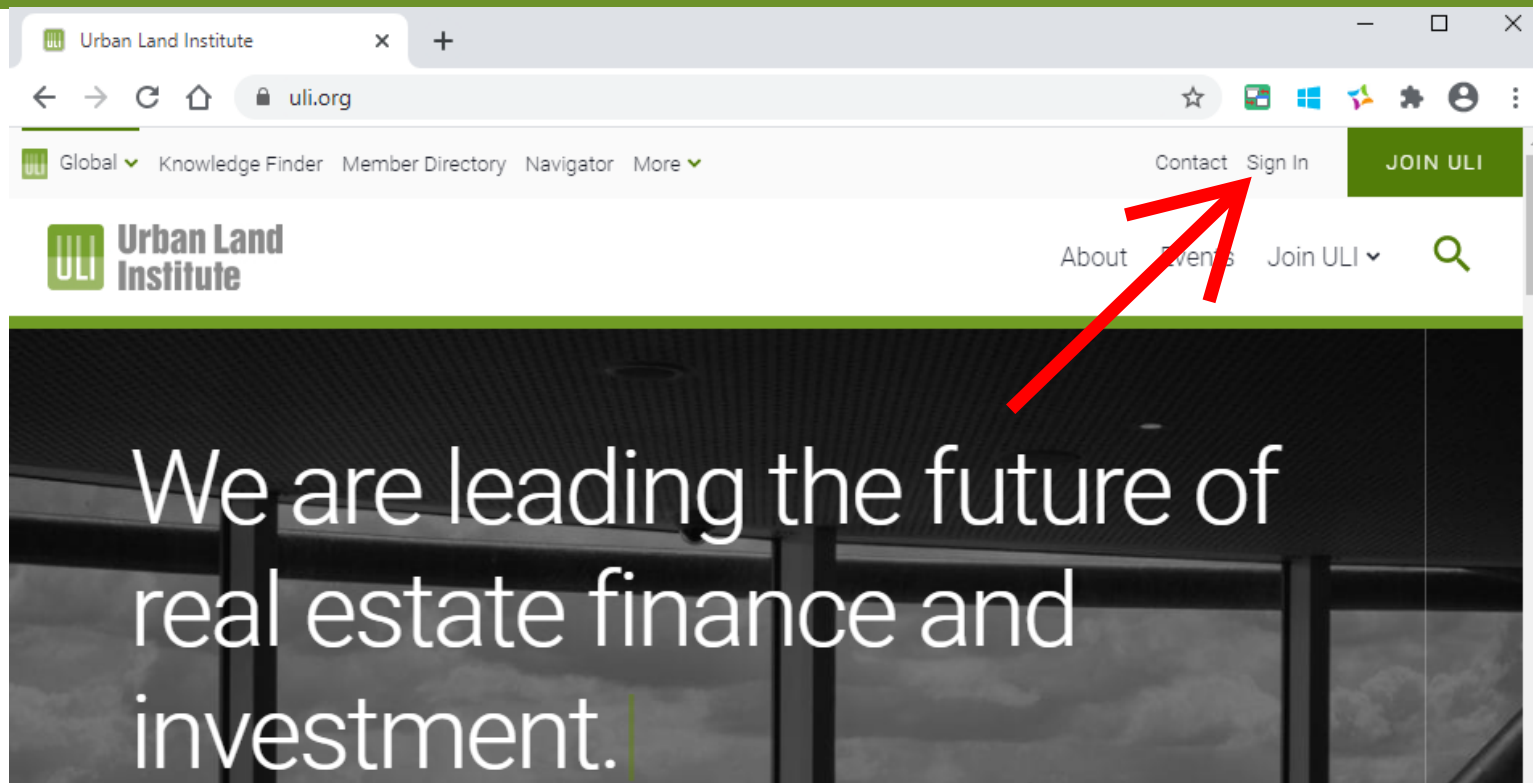 Urban Land Institute
uli.org
ULI Global Knowledge Finder Member Directory Navigator More Contact Sign In JOIN ULI
ULI Urban Land
Institute
About Events Join ULI
We are leading the future of
real estate finance and
investment.